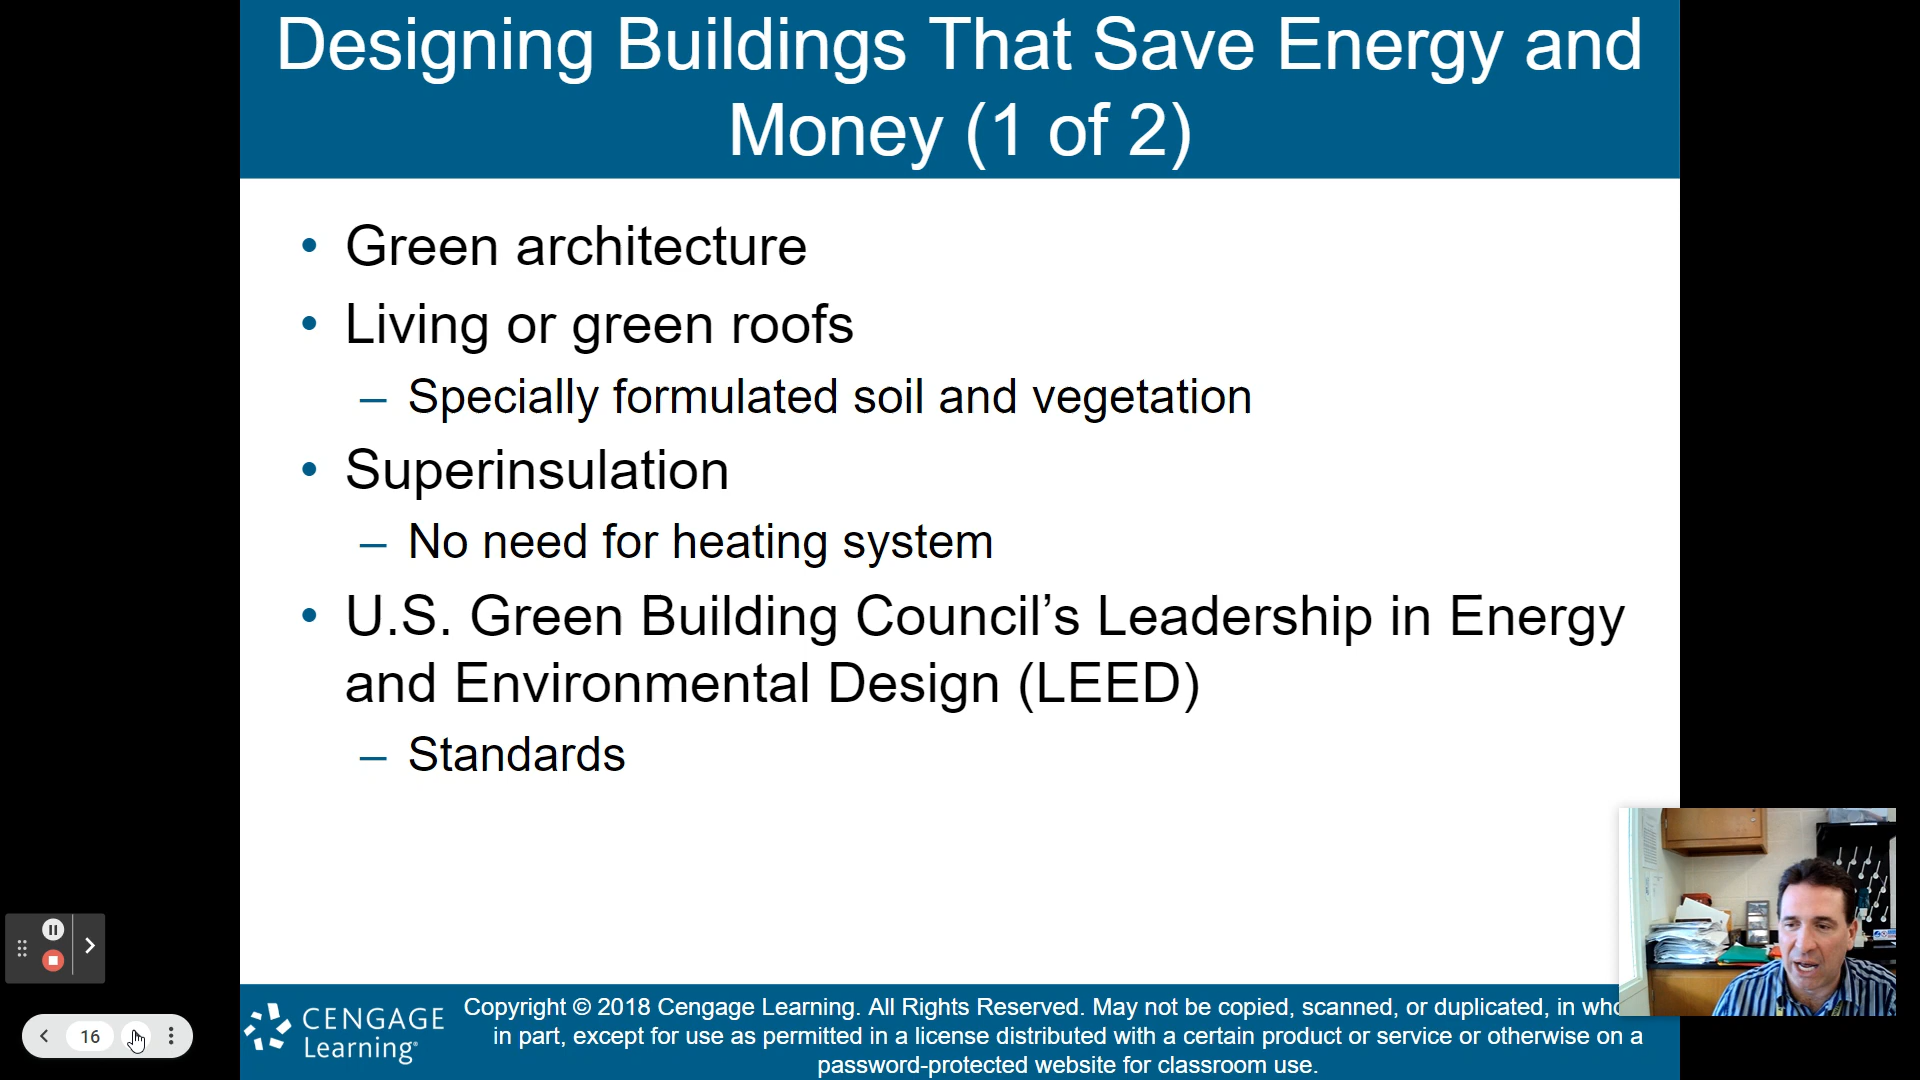 Designing Buildings That Save Energy and
Money (1 of 2)
• Green architecture
• Living or green roofs
– Specially formulated soil and vegetation
• Superinsulation
– No need for heating system
• U.S. Green Building Council’s Leadership in Energy
and Environmental Design (LEED)
– Standards
16
CENGAGE
Learning®
Copyright © 2018 Cengage Learning. All Rights Reserved. May not be copied, scanned, or duplicated, in
in part, except for use as permitted in a license distributed with a certain product or service or otherwise on a
password-protected website for classroom use.